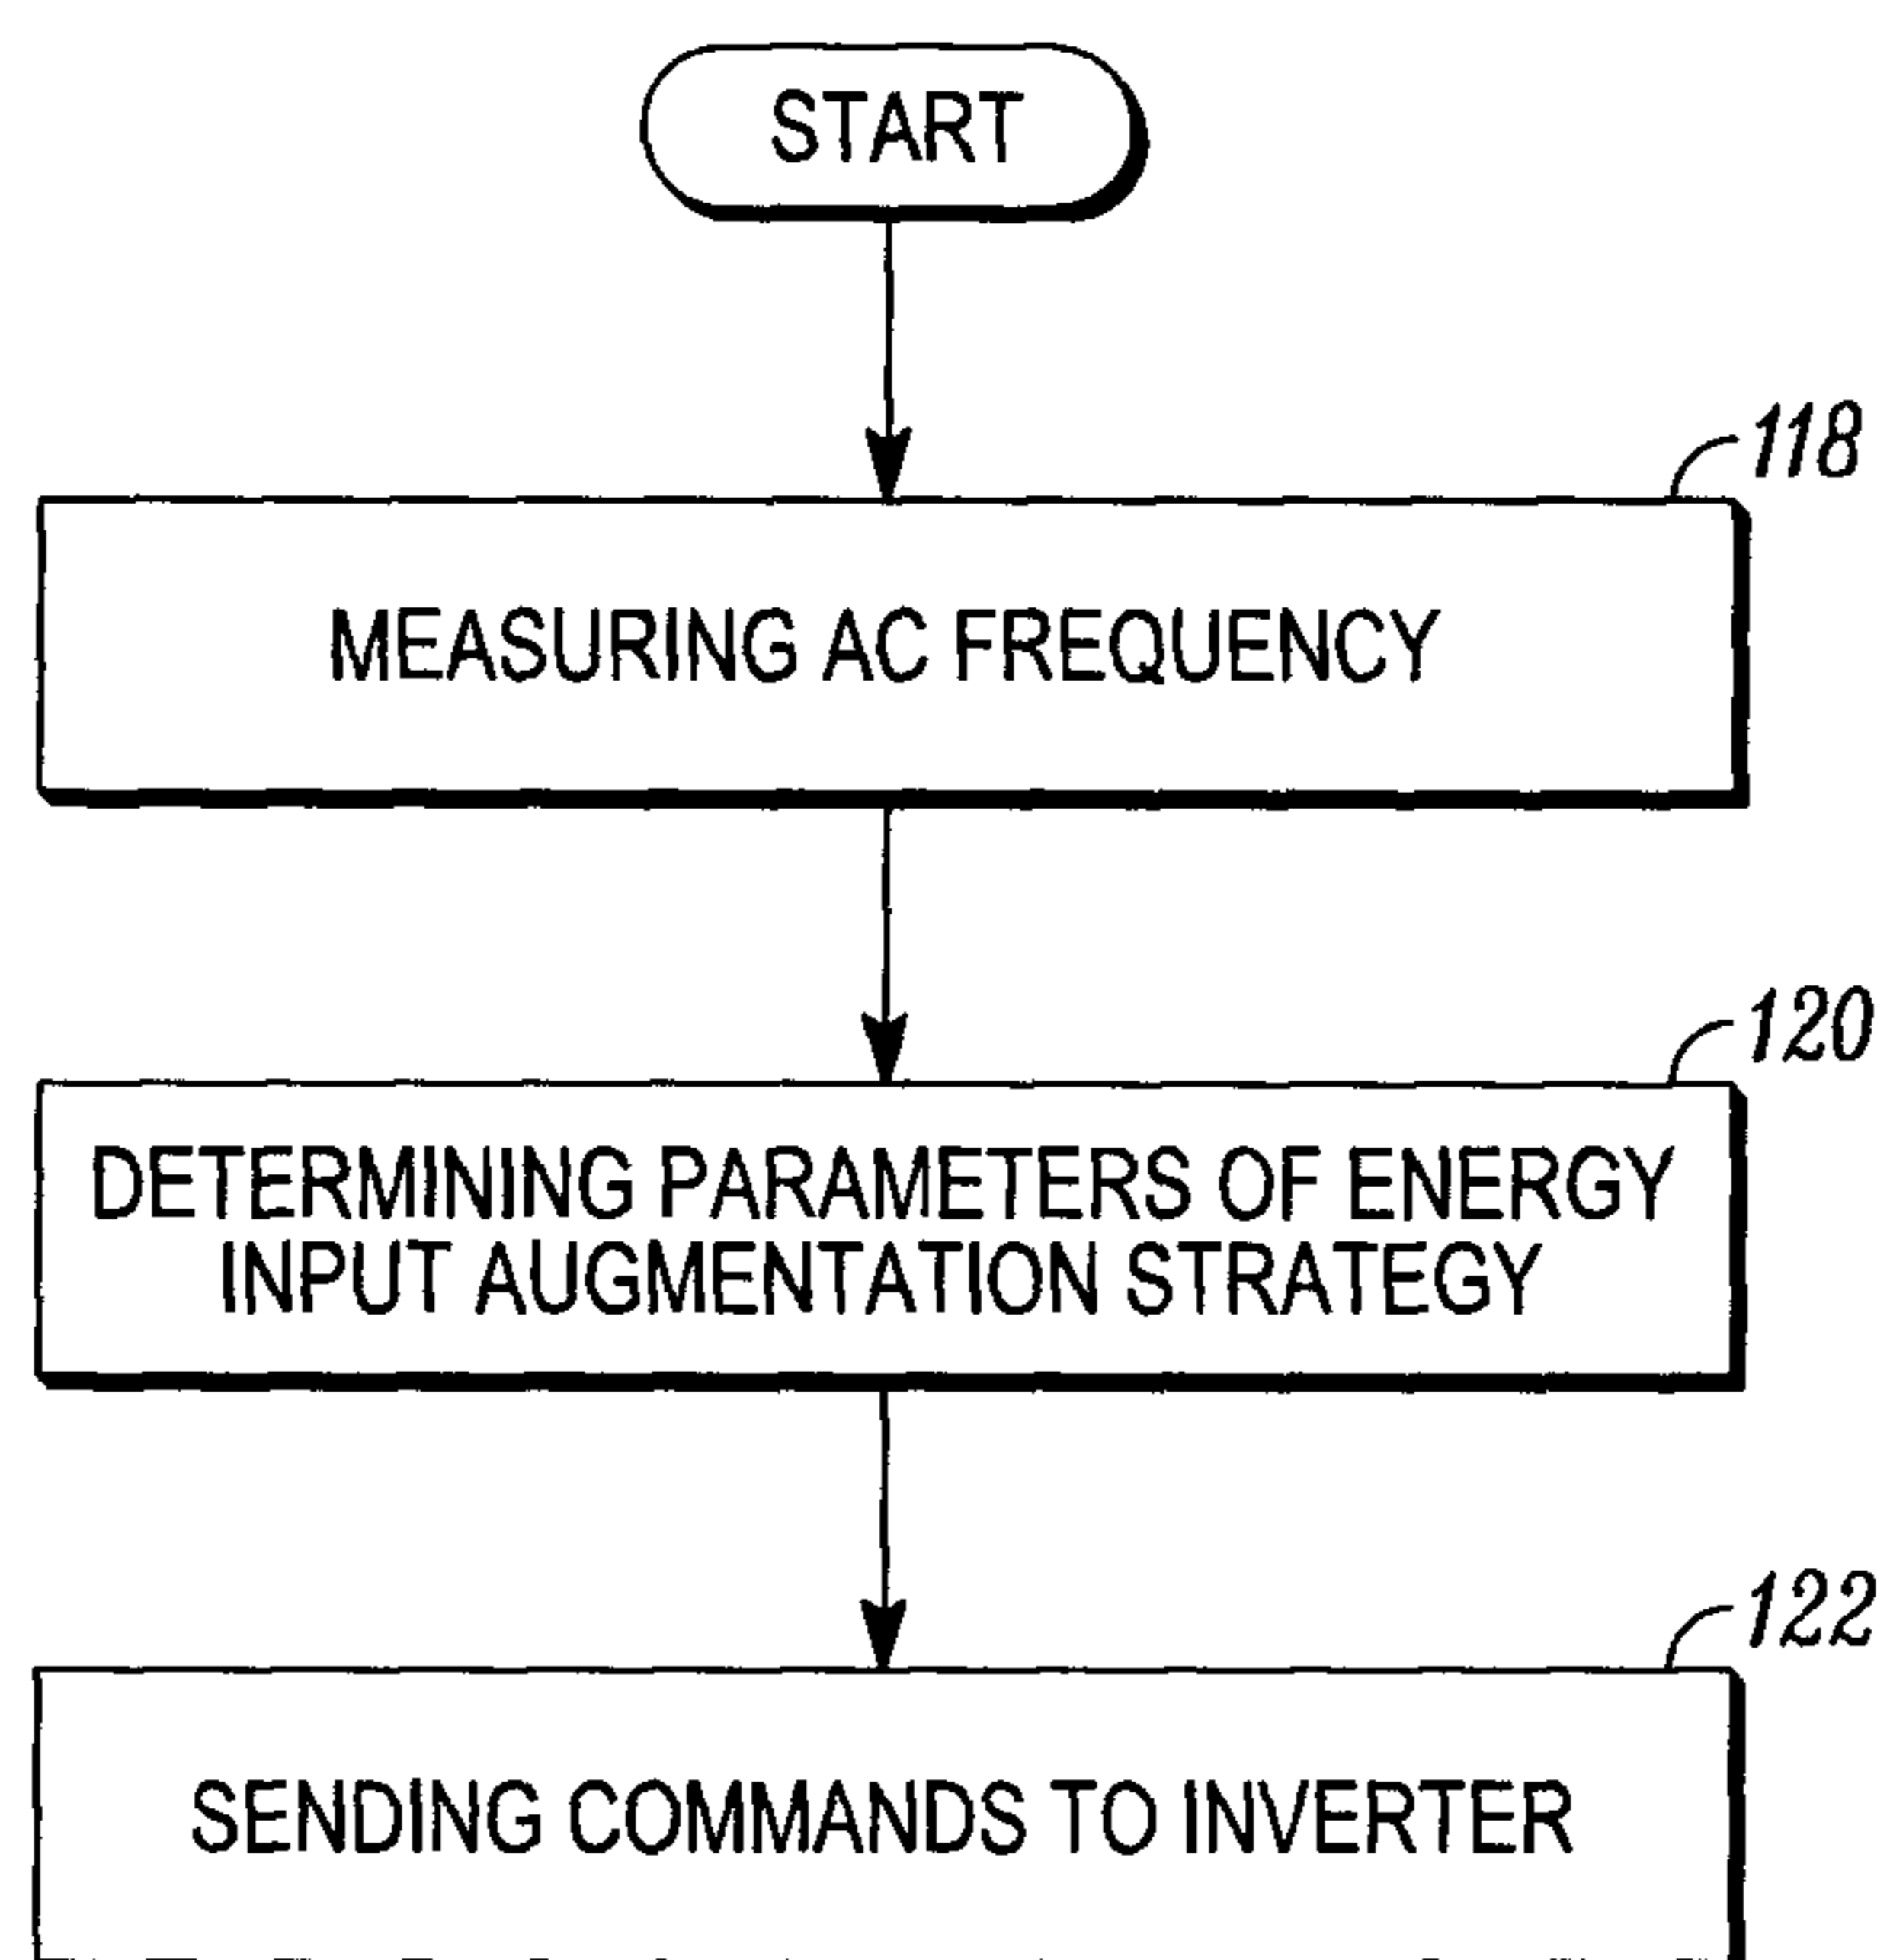 START
118
MEASURING AC FREQUENCY
120
DETERMINING PARAMETERS OF ENERGY
INPUT AUGMENTATION STRATEGY
122
SENDING COMMANDS TO INVERTER